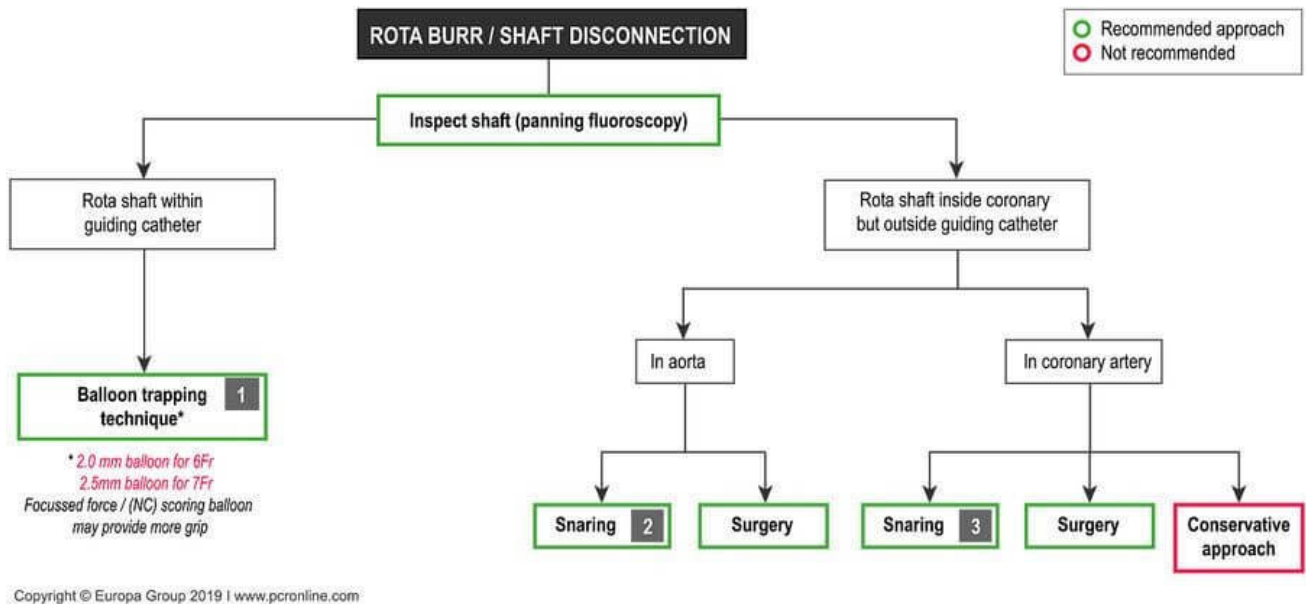 ROTA BURR / SHAFT DISCONNECTION
Recommended approach
Not recommended
Inspect shaft (panning fluoroscopy)
Rota shaft within
guiding catheter
Rota shaft inside coronary
but outside guiding catheter
In aorta
In coronary artery
Balloon trapping
technique*
1
* 2.0 mm balloon for 6Fr
2.5mm balloon for 7Fr
Focussed force / (NC) scoring balloon
may provide more grip
Snaring 2
Surgery
Snaring 3
Surgery
Conservative
approach
Copyright © Europa Group 2019 I www.pcronline.com